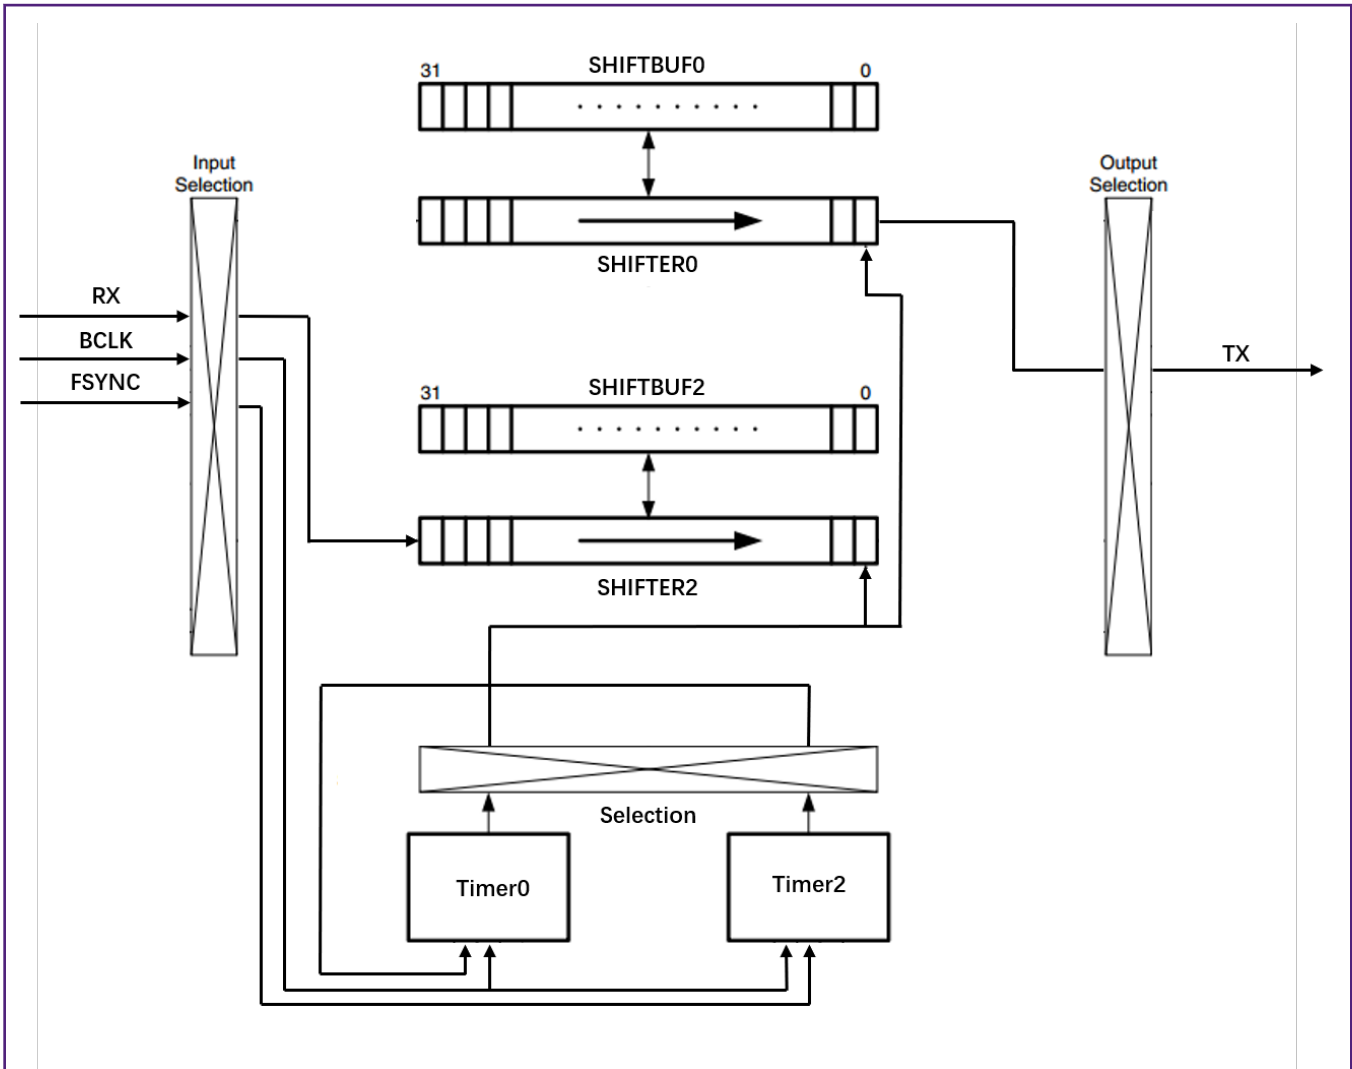 SHIFTBUF0
31
0
Input
Selection
Output
Selection
SHIFTER0
RX
BCLK
FSYNC
TX
SHIFTBUF2
31
0
SHIFTER2
Selection
Timer0
Timer2